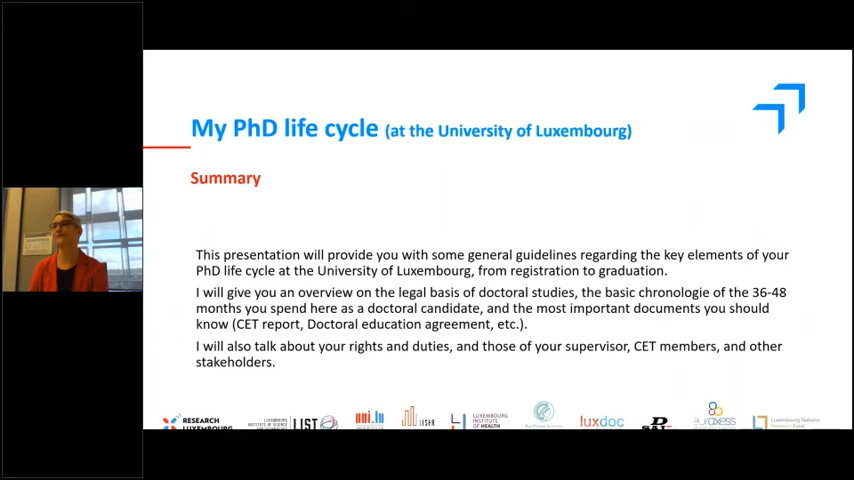 My PhD life cycle (at the University of Luxembourg)
Summary
This presentation will provide you with some general guidelines regarding the key elements of your
PhD life cycle at the University of Luxembourg, from registration to graduation.
I will give you an overview on the legal basis of doctoral studies, the basic chronologie of the 36-48
months you spend here as a doctoral candidate, and the most important documents you should
know (CET report, Doctoral education agreement, etc.).
I will also talk about your rights and duties, and those of your supervisor, CET members, and other
stakeholders.
RESEARCH
LUXEMBOURG
LUXEMBOURG
INSTITUTE OF SCIENCE
LIST
uni.lu
LISER
LUXEMBOURG
INSTITUTE
OF HEALTH
luxdoc
euraxess
Luxembourg National
Research Fund